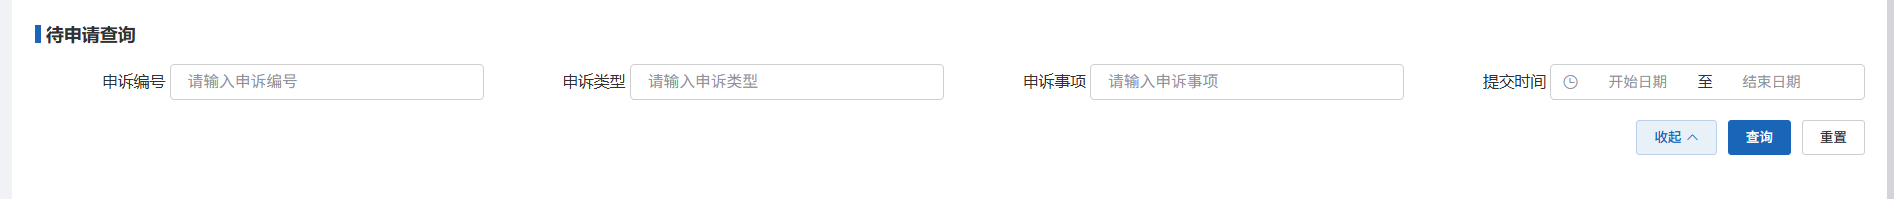 待申请查询
申诉编号 请输入申诉编号 申诉类型 请输入申诉类型 申诉事项 请输入申诉事项 提交时间 开始日期 至 结束日期
收起 查询 重置